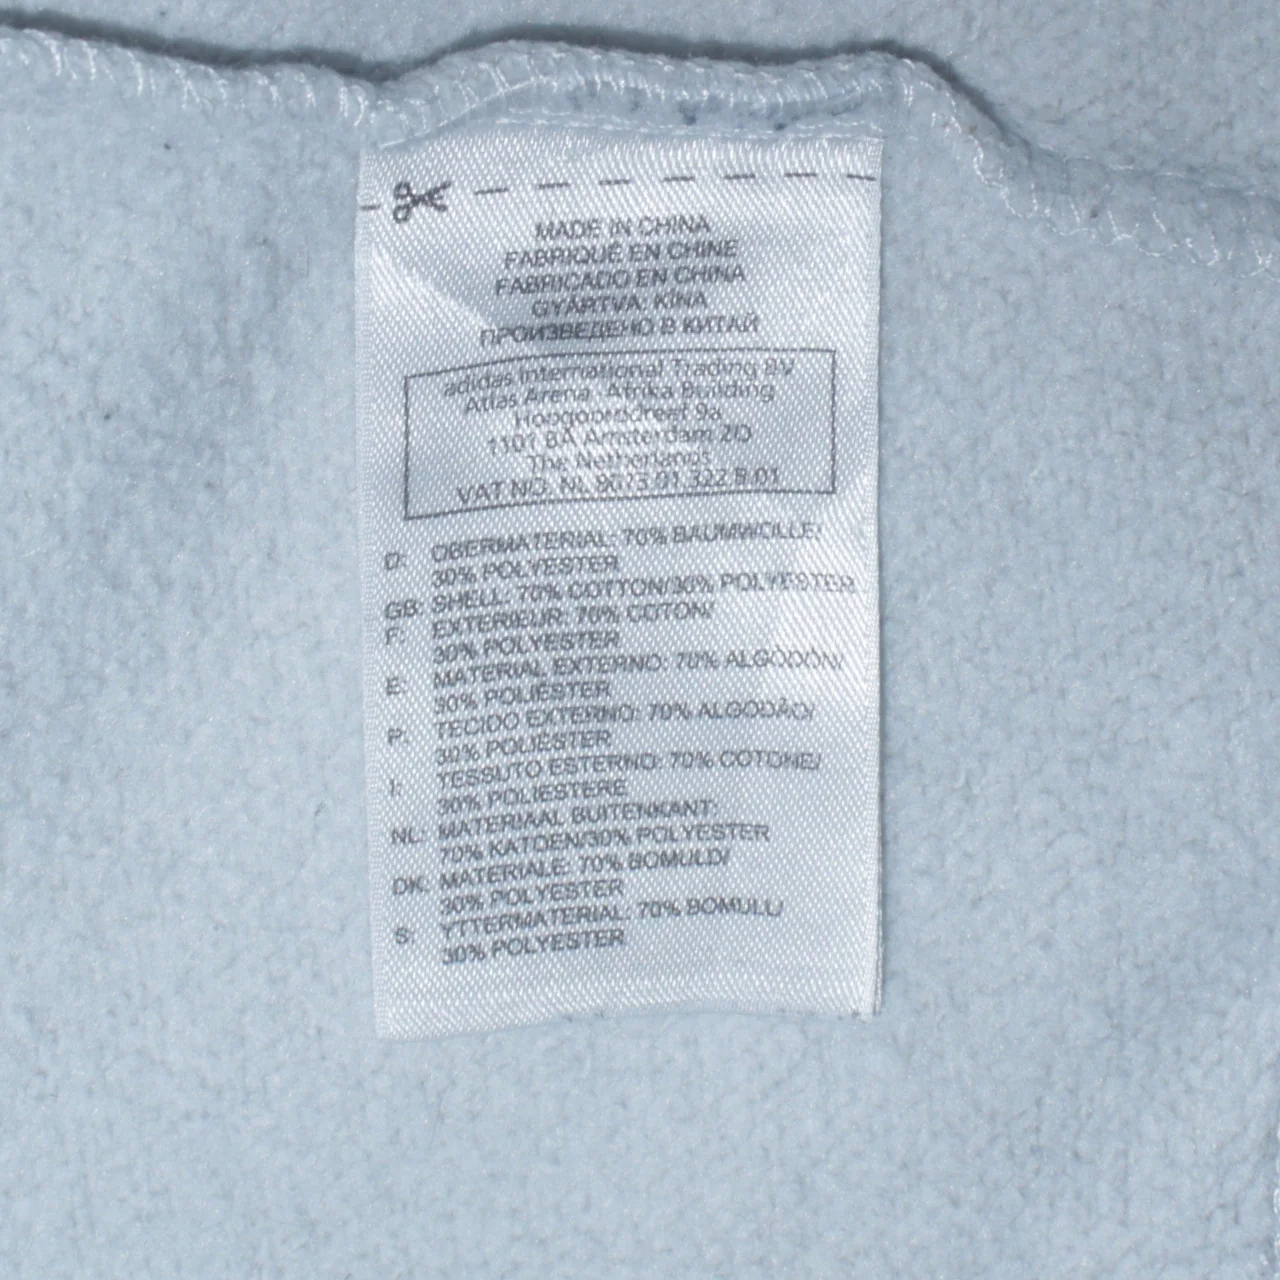 MADE IN CHINA
FABRIQUÉ EN CHINE
FABRICADO EN CHINA
GYÁRTVA: KÍNA
ПРОИЗВЕДЕНО В КИТАЙ
adidas International Trading BV
Atlas Arena - Afrika Building
Hoogoorddreef 9a
1101 BA Amsterdam ZO
The Netherlands
VAT NO. NL 9673.01.322.B.01
D: OBERMATERIAL: 70% BAUMWOLLE/
30% POLYESTER
GB: SHELL: 70% COTTON/30% POLYESTER
F: EXTERIEUR: 70% COTON/
30% POLYESTER
E: MATERIAL EXTERNO: 70% ALGODÓN/
30% POLIÉSTER
P: TECIDO EXTERNO: 70% ALGODÃO/
30% POLIÉSTER
I: TESSUTO ESTERNO: 70% COTONE/
30% POLIESTERE
NL: MATERIAAL BUITENKANT:
70% KATOEN/30% POLYESTER
DK: MATERIALE: 70% BOMULD/
30% POLYESTER
S: YTTERMATERIAL: 70% BOMULL/
30% POLYESTER